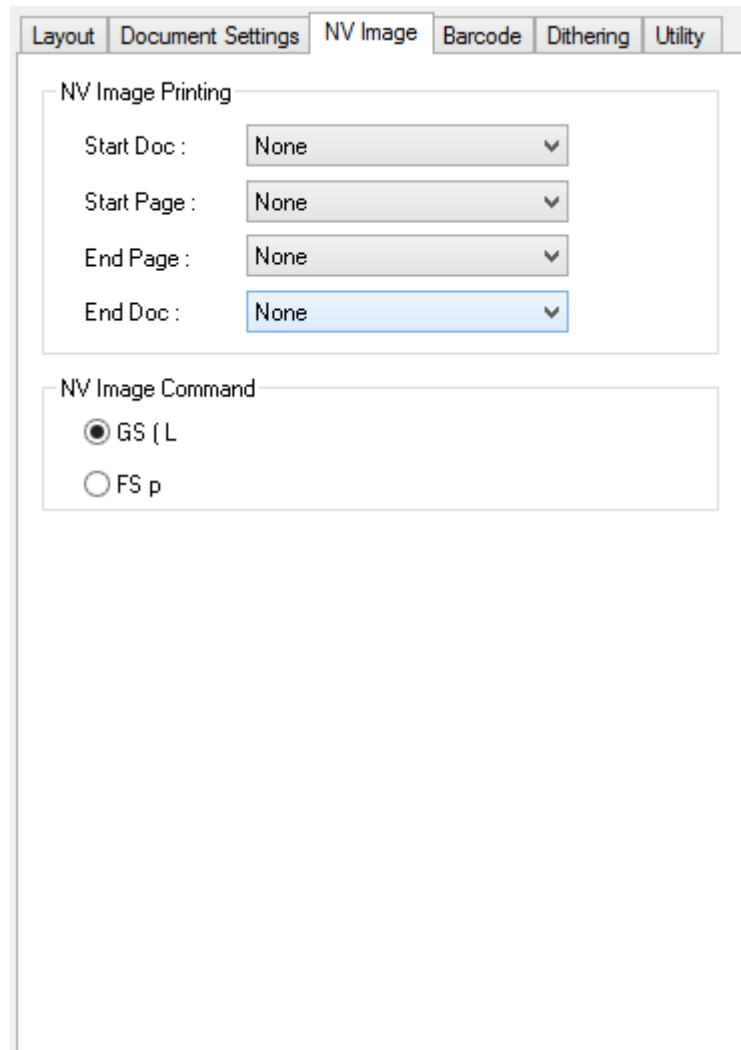 Layout Document Settings NV Image Barcode Dithering Utility
NV Image Printing
Start Doc : None
Start Page : None
End Page : None
End Doc : None
NV Image Command
GS ( L
FS p